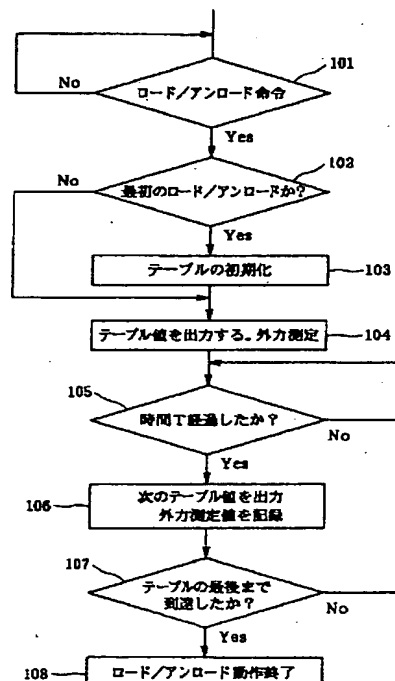 101
No
ロード/アンロード命令
Yes
102
No
最初のロード/アンロードか?
Yes
テーブルの初期化
103
テーブル値を出力する。外力測定
104
105
時間T経過したか?
No
Yes
次のテーブル値を出力
外力測定値を記録
106
107
テーブルの最後まで
到達したか?
No
Yes
108
ロード/アンロード動作終了